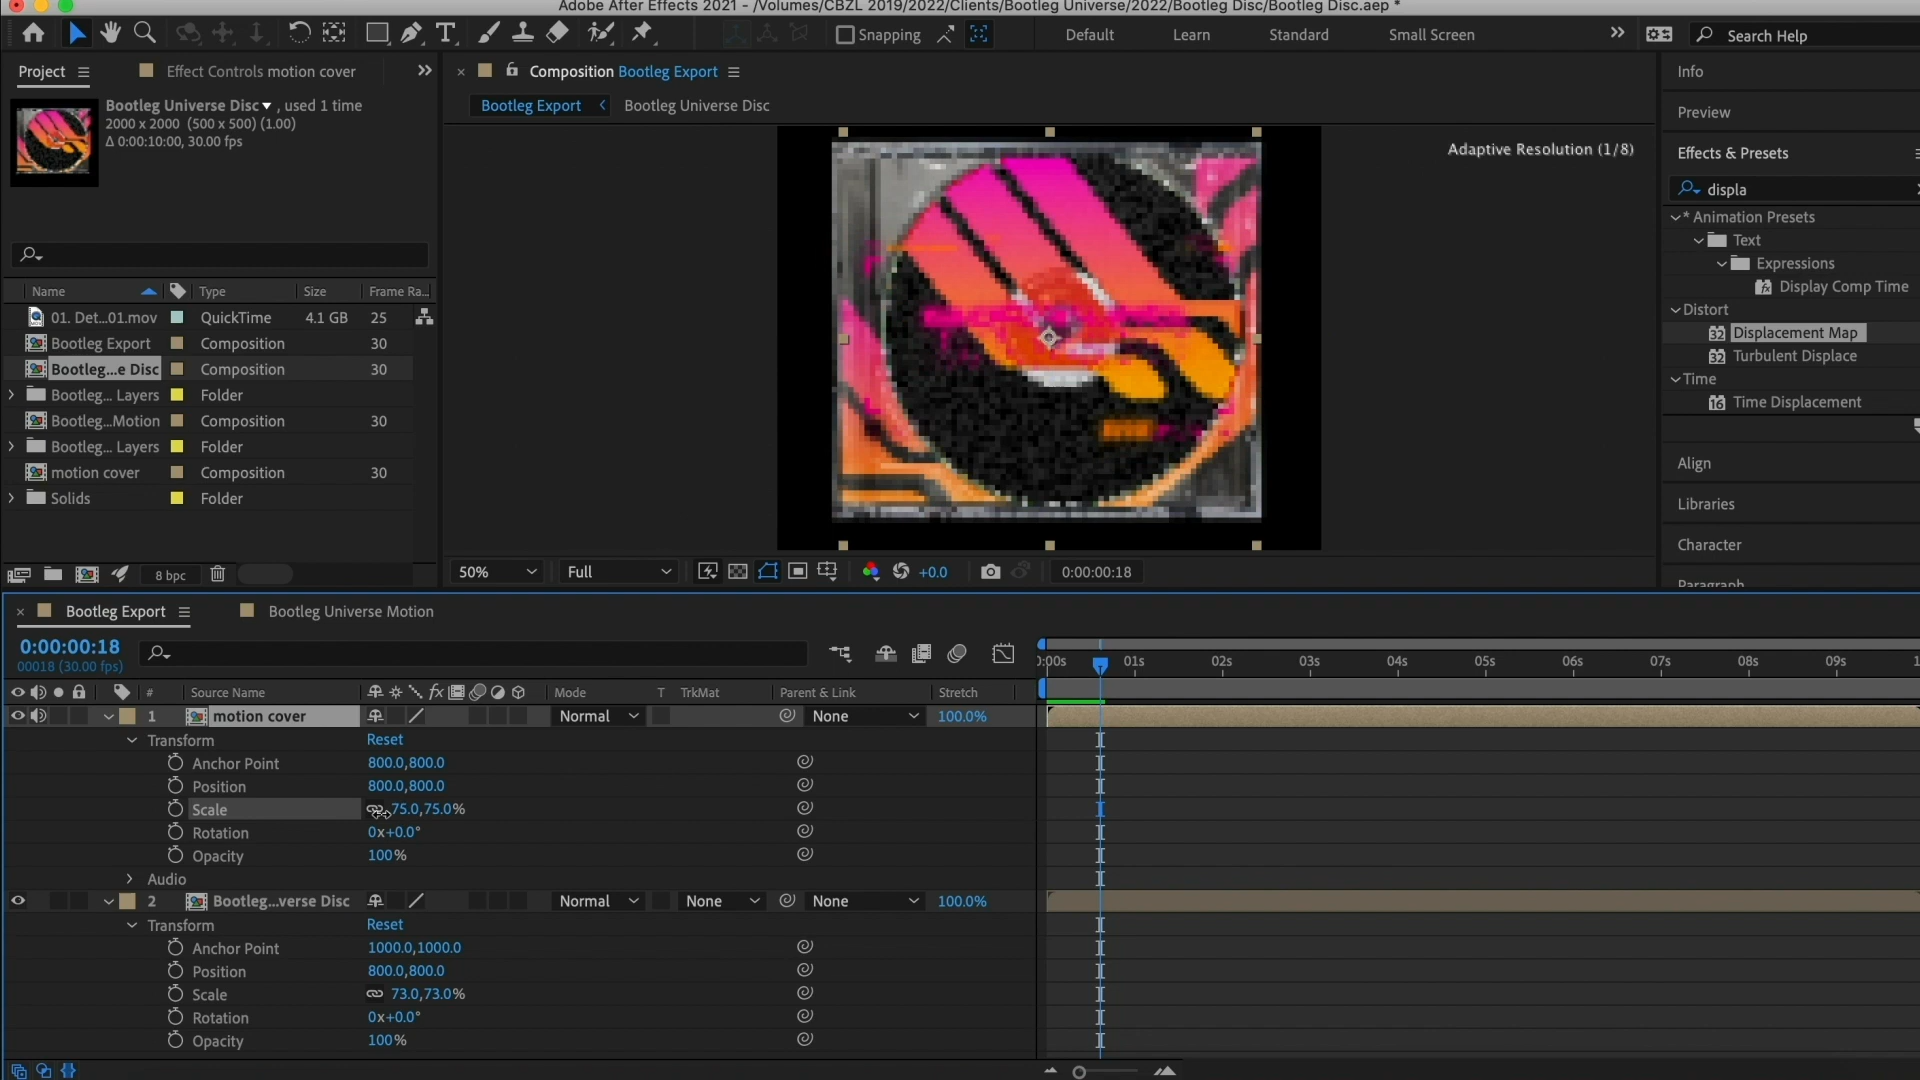 Adobe After Effects 2021 - /Volumes/CBZL 2019/2022/Clients/Bootleg Universe/2022/Bootleg Disc/Bootleg Disc.aep *
Snapping
Default
Learn
Standard
Small Screen
Search Help
Project
Effect Controls motion cover
Composition Bootleg Export
Info
Bootleg Universe Disc , used 1 time
2000 x 2000 (500 x 500) (1.00)
Δ 0:00:10:00, 30.00 fps
Bootleg Export
Bootleg Universe Disc
Preview
Adaptive Resolution (1/8)
Effects & Presets
displa
* Animation Presets
Text
Expressions
Display Comp Time
Distort
Displacement Map
Turbulent Displace
Time
Time Displacement
Align
Libraries
Character
Paragraph
Name Type Size Frame Ra...
01. Det...01.mov QuickTime 4.1 GB 25
Bootleg Export Composition 30
Bootleg...e Disc Composition 30
Bootleg... Layers Folder
Bootleg...Motion Composition 30
Bootleg... Layers Folder
motion cover Composition 30
Solids Folder
8 bpc
50% Full +0.0 0:00:00:18
Bootleg Export
Bootleg Universe Motion
0:00:00:18
00018 (30.00 fps)
01s 02s 03s 04s 05s 06s 07s 08s 09s
# Source Name fx Mode T TrkMat Parent & Link Stretch
1 motion cover Normal None 100.0%
Transform Reset
Anchor Point 800.0,800.0
Position 800.0,800.0
Scale 75.0,75.0%
Rotation 0x+0.0°
Opacity 100%
Audio
2 Bootleg...verse Disc Normal None None 100.0%
Transform Reset
Anchor Point 1000.0,1000.0
Position 800.0,800.0
Scale 73.0,73.0%
Rotation 0x+0.0°
Opacity 100%